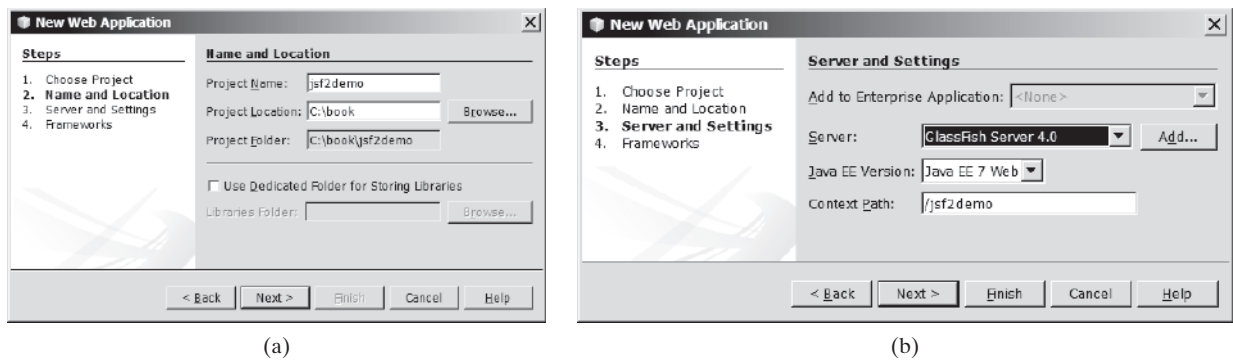 New Web Application
Steps
1. Choose Project
2. Name and Location
3. Server and Settings
4. Frameworks
Name and Location
Project Name: jsf2demo
Project Location: C:\book Browse...
Project Folder: C:\book\jsf2demo
Use Dedicated Folder for Storing Libraries
Libraries Folder: Browse...
< Back Next > Finish Cancel Help
(a)
New Web Application
Steps
1. Choose Project
2. Name and Location
3. Server and Settings
4. Frameworks
Server and Settings
Add to Enterprise Application: <None>
Server: GlassFish Server 4.0 Add...
Java EE Version: Java EE 7 Web
Context Path: /jsf2demo
< Back Next > Finish Cancel Help
(b)